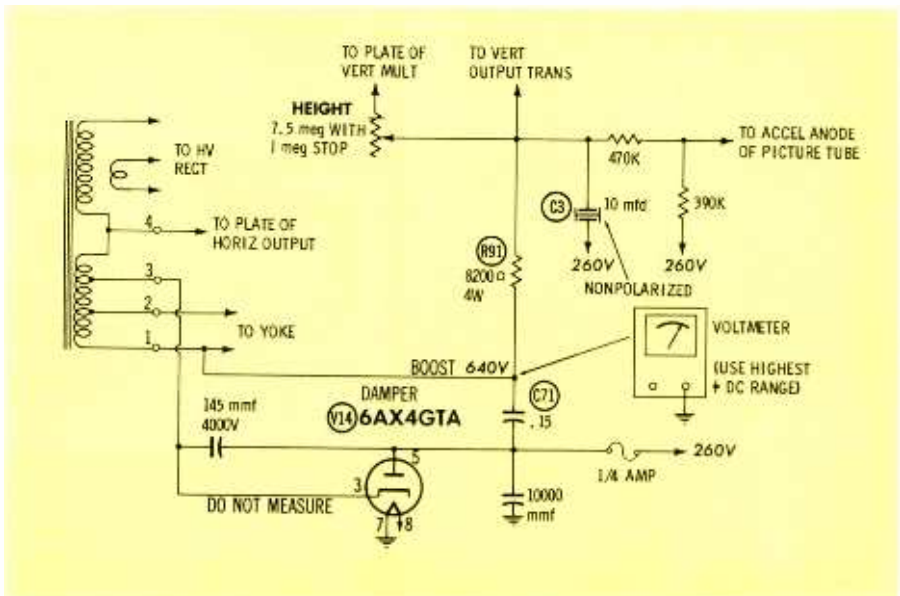 TO PLATE OF
VERT MULT
TO VERT
OUTPUT TRANS
HEIGHT
7.5 meg WITH
1 meg STOP
TO HV
RECT
TO ACCEL ANODE
OF PICTURE TUBE
470K
C3
10 mfd
390K
4
TO PLATE OF
HORIZ OUTPUT
R91
8200Ω
4W
260V
260V
NONPOLARIZED
3
2
1
TO YOKE
VOLTMETER
(USE HIGHEST
+ DC RANGE)
BOOST 640V
DAMPER
V14 6AX4GTA
C71
.15
145 mmf
4000V
5
260V
1/4 AMP
3
DO NOT MEASURE
10000
mmf
7
8